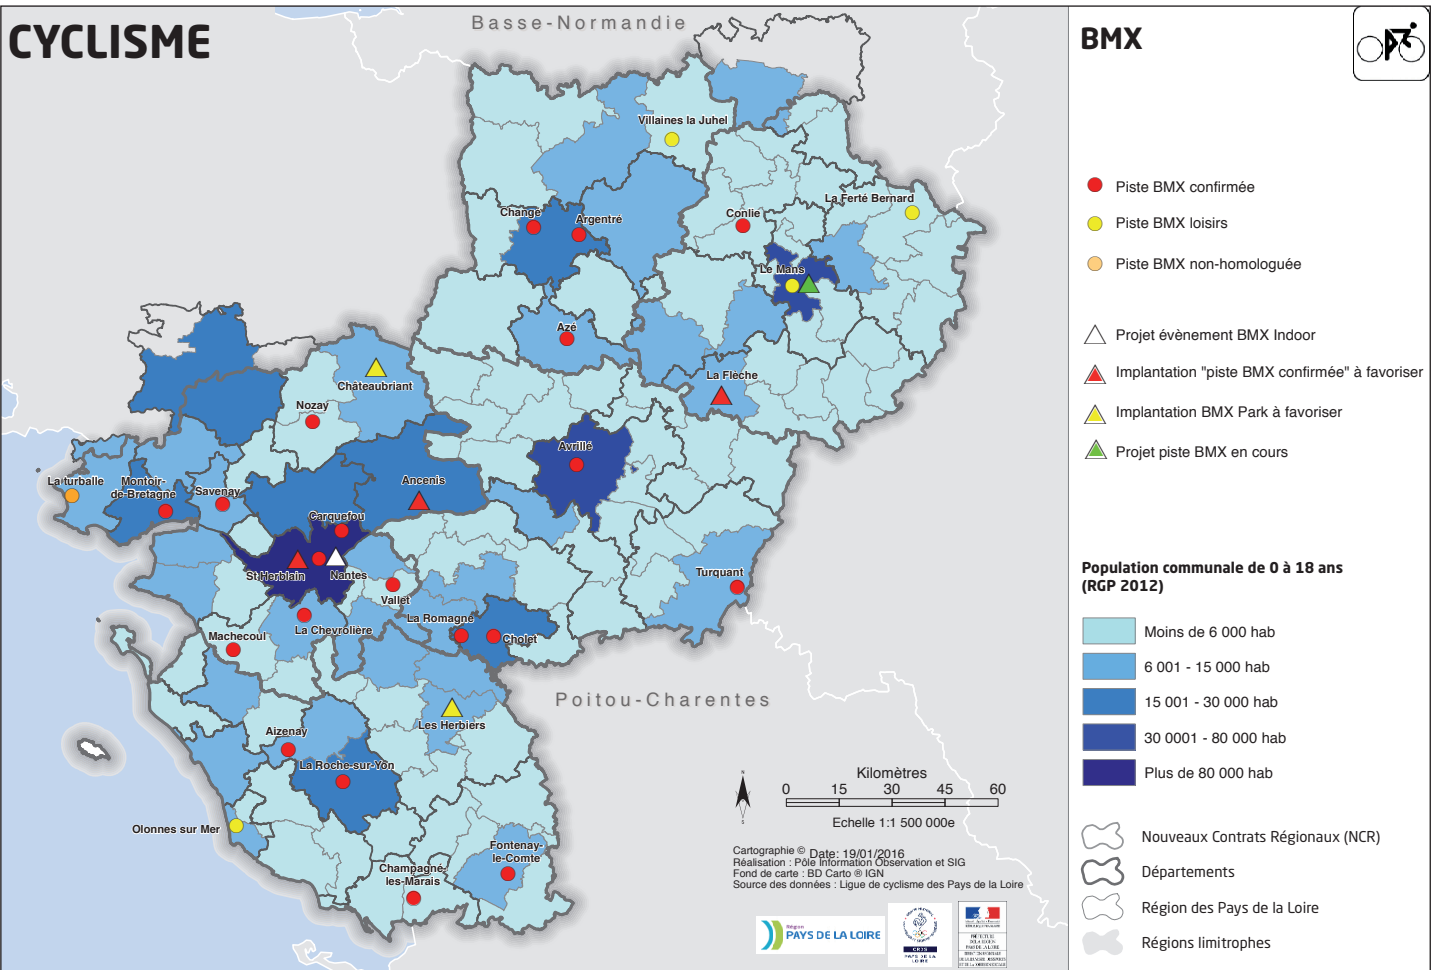 CYCLISME
Basse-Normandie
BMX
Villaines la Juhel
La Ferté Bernard
Change
Argentré
Conlie
Le Mans
Azé
La Flèche
Châteaubriant
Nozay
Avrillé
La turballe
Montoir-
de-Bretagne
Savenay
Ancenis
Carquefou
St Herblain
Nantes
Vallet
Turquant
La Chevrolière
La Romagne
Cholet
Machecoul
Poitou-Charentes
Les Herbiers
Aizenay
La Roche-sur-Yon
Olonnes sur Mer
Fontenay-
le-Comte
Champagné-
les-Marais
Piste BMX confirmée
Piste BMX loisirs
Piste BMX non-homologuée
Projet évènement BMX Indoor
Implantation "piste BMX confirmée" à favoriser
Implantation BMX Park à favoriser
Projet piste BMX en cours
Population communale de 0 à 18 ans
(RGP 2012)
Moins de 6 000 hab
6 001 - 15 000 hab
15 001 - 30 000 hab
30 0001 - 80 000 hab
Plus de 80 000 hab
Nouveaux Contrats Régionaux (NCR)
Départements
Région des Pays de la Loire
Régions limitrophes
N
S
Kilomètres
0 15 30 45 60
Echelle 1:1 500 000e
Cartographie © Date: 19/01/2016
Réalisation : Pôle Information Observation et SIG
Fond de carte : BD Carto ® IGN
Source des données : Ligue de cyclisme des Pays de la Loire
Région
PAYS DE LA LOIRE
CROS
PAYS DE LA
LOIRE